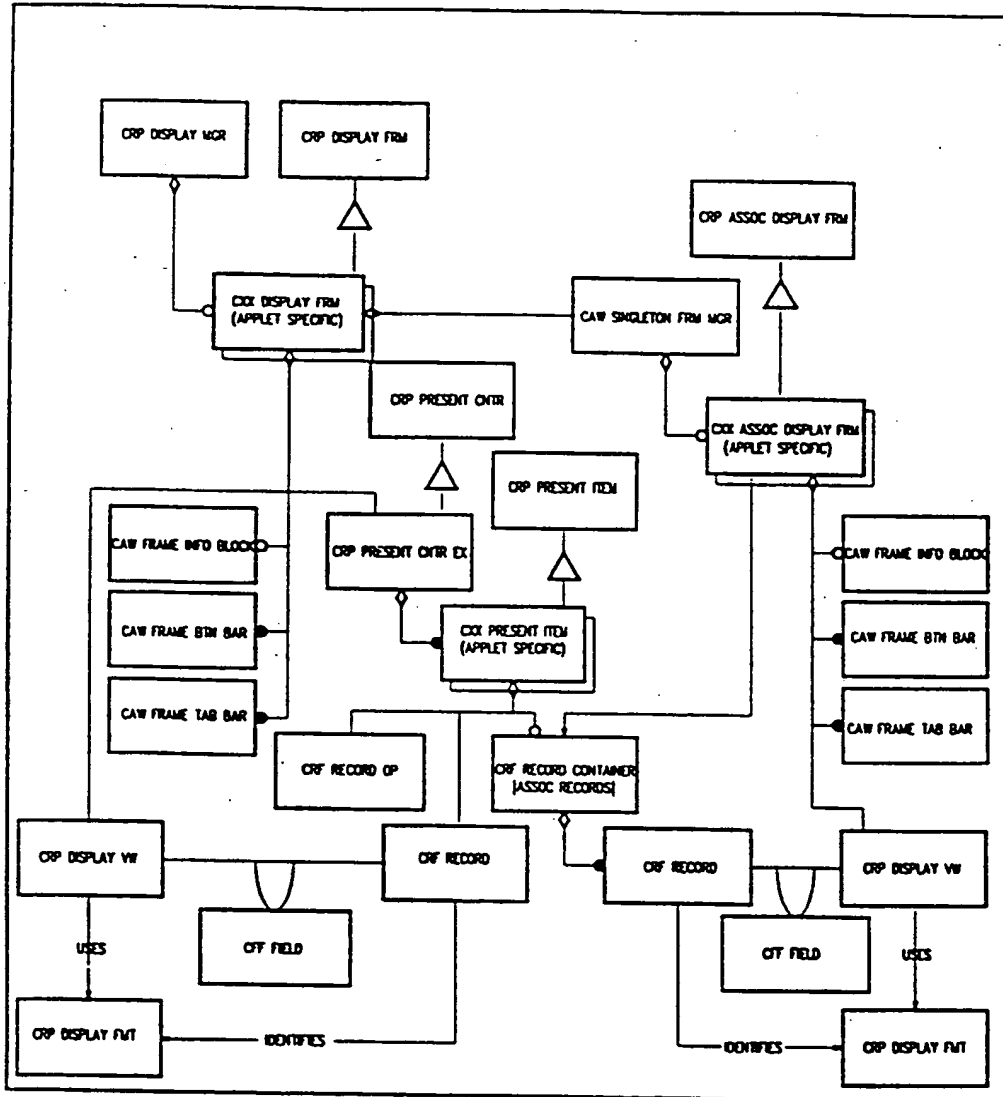 CRP DISPLAY MGR
CRP DISPLAY FRM
CRP ASSOC DISPLAY FRM
CXX DISPLAY FRM
(APPLET SPECIFIC)
CAW SINGLETON FRM MGR
CRP PRESENT CNTR
CXX ASSOC DISPLAY FRM
(APPLET SPECIFIC)
CRP PRESENT ITEM
CAW FRAME INFO BLOCK
CRP PRESENT CNTR EX
CAW FRAME INFO BLOCK
CAW FRAME BTN BAR
CXX PRESENT ITEM
(APPLET SPECIFIC)
CAW FRAME BTN BAR
CAW FRAME TAB BAR
CAW FRAME TAB BAR
CRF RECORD OP
CRF RECORD CONTAINER
|ASSOC RECORDS|
CRP DISPLAY VW
CRF RECORD
CRF RECORD
CRP DISPLAY VW
USES
CFF FIELD
CFF FIELD
USES
CRP DISPLAY FMT
IDENTIFIES
IDENTIFIES
CRP DISPLAY FMT